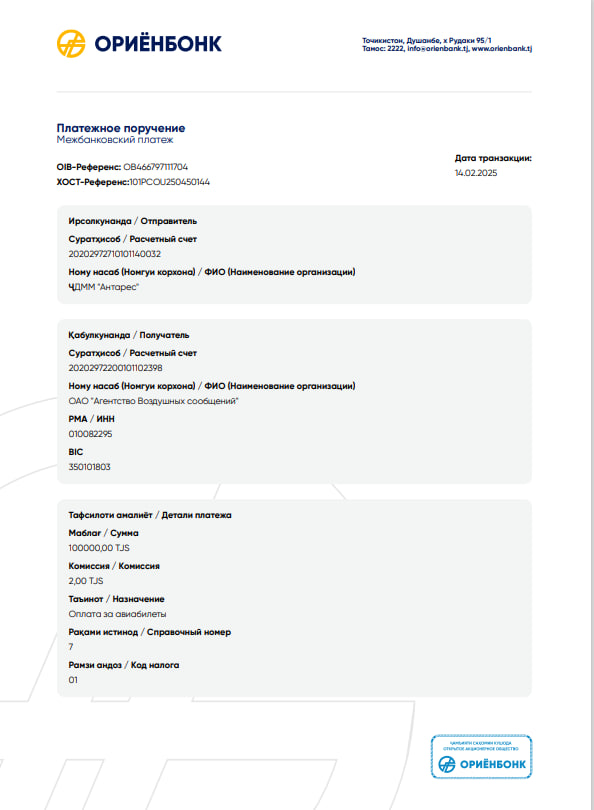 ОРИЁНБОНК
Тоҷикистон, Душанбе, х Рудаки 95/1
Тамос: 2222, info@orienbank.tj, www.orienbank.tj
Платежное поручение
Межбанковский платеж
Дата транзакции:
OIB-Референс: OB466797111704
14.02.2025
ХОСТ-Референс:101PCOU250450144
Ирсолкунанда / Отправитель
Суратҳисоб / Расчетный счет
20202972710101140032
Ному насаб (Номгуи корхона) / ФИО (Наименование организации)
ҶДММ "Антарес"
Қабулкунанда / Получатель
Суратҳисоб / Расчетный счет
20202972200101102398
Ному насаб (Номгуи корхона) / ФИО (Наименование организации)
ОАО "Агентство Воздушных сообщений"
РМА / ИНН
010082295
BIC
350101803
Тафсилоти амалиёт / Детали платежа
Маблағ / Сумма
100000,00 TJS
Комиссия / Комиссия
2,00 TJS
Таъинот / Назначение
Оплата за авиабилеты
Рақами истинод / Справочный номер
7
Рамзи андоз / Код налога
01
ҶАМЪИЯТИ САҲОМИИ КУШОДА
ОТКРЫТОЕ АКЦИОНЕРНОЕ ОБЩЕСТВО
ОРИЁНБОНК